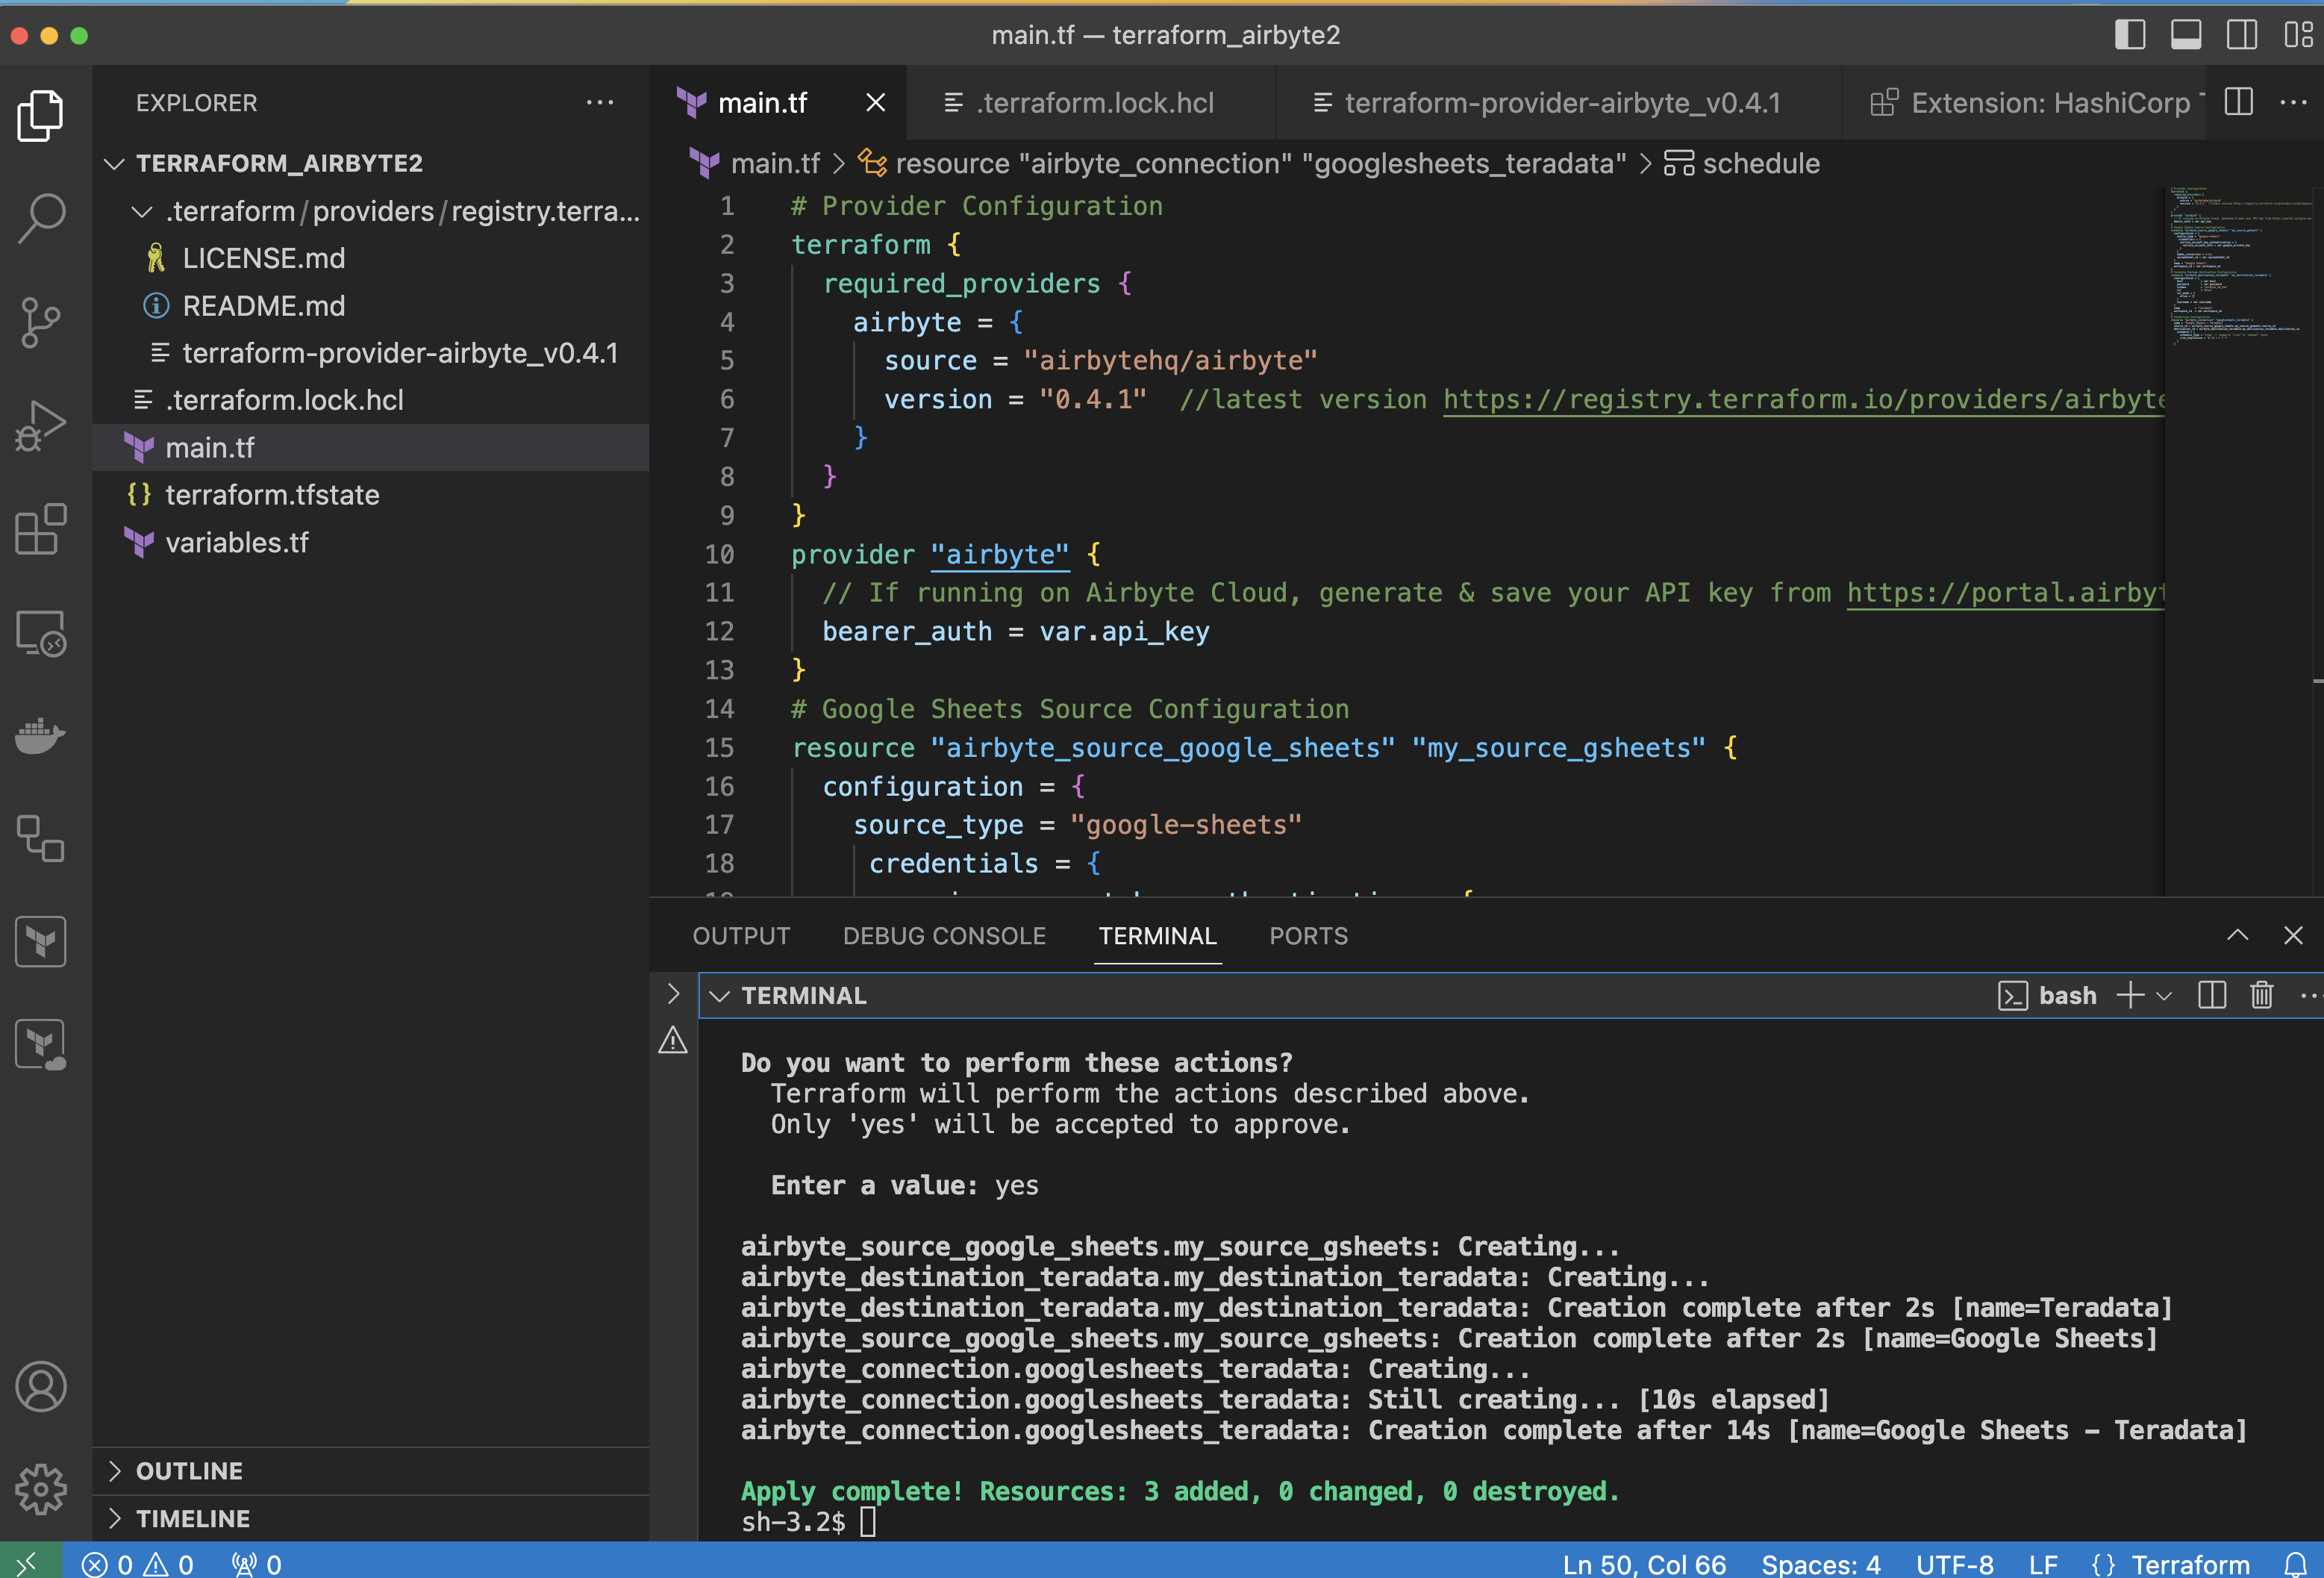 main.tf — terraform_airbyte2
EXPLORER
TERRAFORM_AIRBYTE2
.terraform/providers/registry.terra...
LICENSE.md
README.md
terraform-provider-airbyte_v0.4.1
.terraform.lock.hcl
main.tf
terraform.tfstate
variables.tf
OUTLINE
TIMELINE
main.tf
.terraform.lock.hcl
terraform-provider-airbyte_v0.4.1
Extension: HashiCorp
main.tf > resource "airbyte_connection" "googlesheets_teradata" > schedule
1 # Provider Configuration
2 terraform {
3 required_providers {
4 airbyte = {
5 source = "airbytehq/airbyte"
6 version = "0.4.1" //latest version https://registry.terraform.io/providers/airbyte
7 }
8 }
9 }
10 provider "airbyte" {
11 // If running on Airbyte Cloud, generate & save your API key from https://portal.airbyt
12 bearer_auth = var.api_key
13 }
14 # Google Sheets Source Configuration
15 resource "airbyte_source_google_sheets" "my_source_gsheets" {
16 configuration = {
17 source_type = "google-sheets"
18 credentials = {
OUTPUT DEBUG CONSOLE TERMINAL PORTS
TERMINAL
bash
Do you want to perform these actions?
Terraform will perform the actions described above.
Only 'yes' will be accepted to approve.
Enter a value: yes
airbyte_source_google_sheets.my_source_gsheets: Creating...
airbyte_destination_teradata.my_destination_teradata: Creating...
airbyte_destination_teradata.my_destination_teradata: Creation complete after 2s [name=Teradata]
airbyte_source_google_sheets.my_source_gsheets: Creation complete after 2s [name=Google Sheets]
airbyte_connection.googlesheets_teradata: Creating...
airbyte_connection.googlesheets_teradata: Still creating... [10s elapsed]
airbyte_connection.googlesheets_teradata: Creation complete after 14s [name=Google Sheets – Teradata]
Apply complete! Resources: 3 added, 0 changed, 0 destroyed.
sh-3.2$
0 0 0
Ln 50, Col 66 Spaces: 4 UTF-8 LF {} Terraform